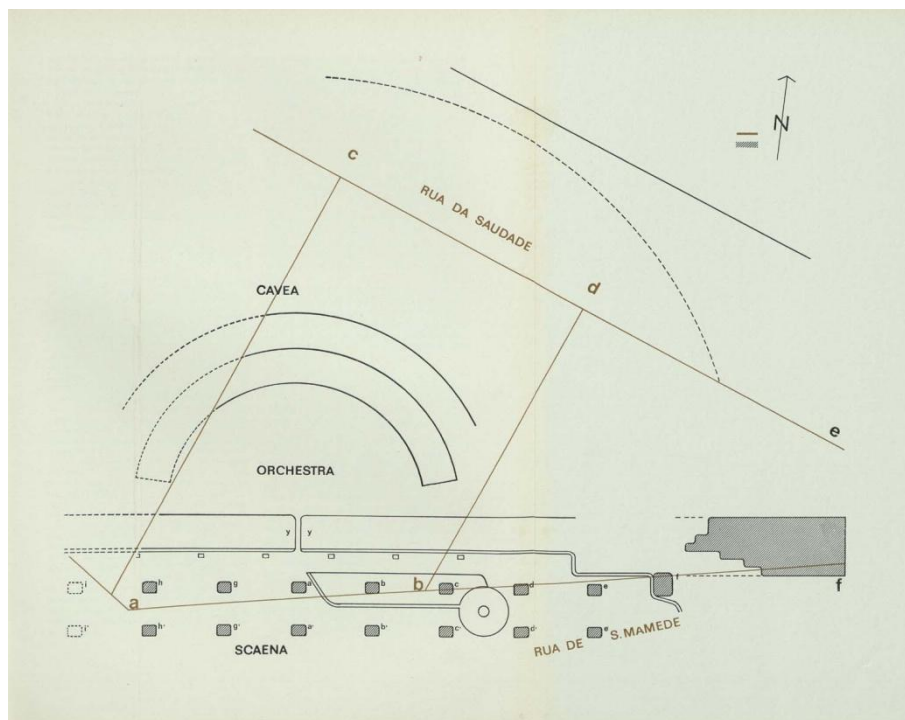 N
c
RUA DA SAUDADE
d
CAVEA
e
ORCHESTRA
y y
i h g a b b c d e f
a
f
i' h' g' a' b' c' d' e'
SCAENA
RUA DE S. MAMEDE